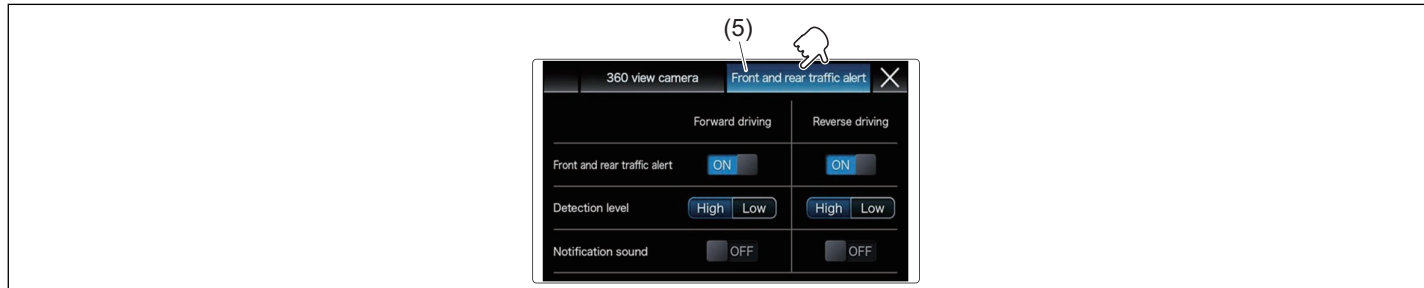 (5)
360 view camera Front and rear traffic alert
Forward driving Reverse driving
Front and rear traffic alert ON ON
Detection level High Low High Low
Notification sound OFF OFF